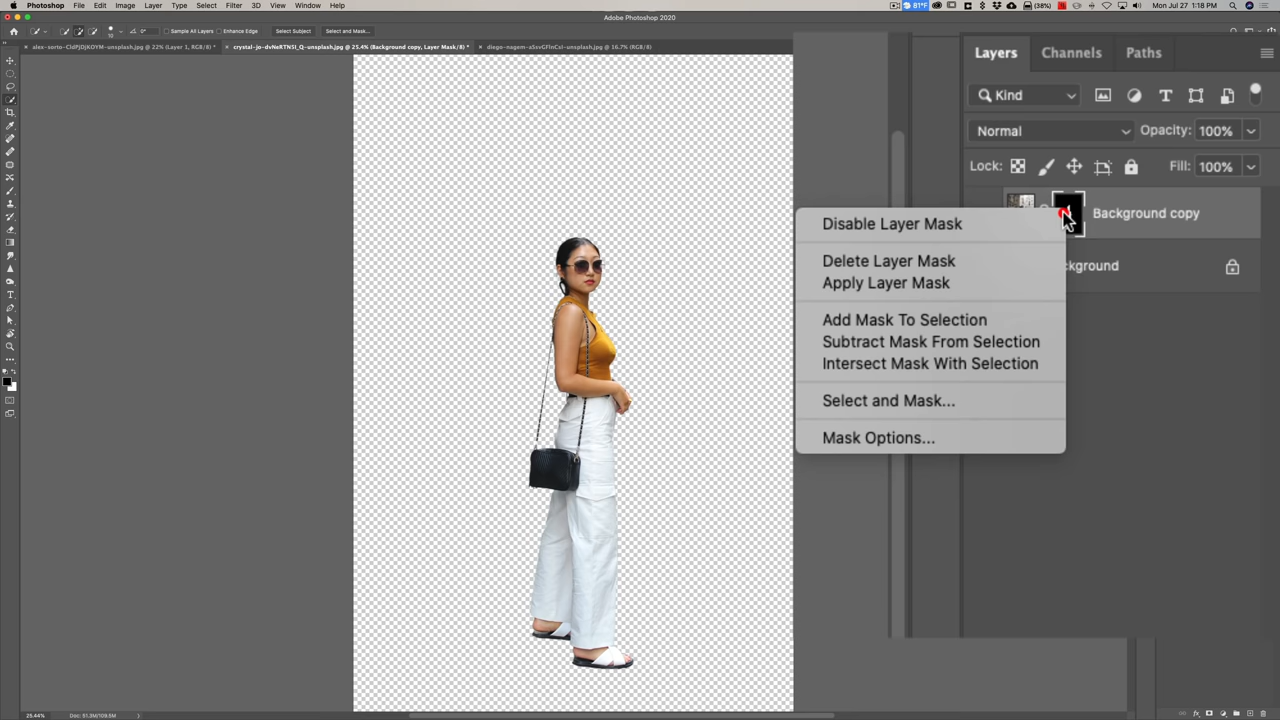 Photoshop File Edit Image Layer Type Select Filter 3D View Window Help
81°F (38%) Mon Jul 27 1:18 PM
Adobe Photoshop 2020
Sample All Layers Enhance Edge Select Subject Select and Mask...
alex-sorto-CldPjDjKOYM-unsplash.jpg @ 22% (Layer 1, RGB/8) *
crystal-jo-dvNeRTN5I_Q--unsplash.jpg @ 25.4% (Background copy, Layer Mask/8) *
diego-nagem-aSsvGFinCsI-unsplash.jpg @ 16.7% (RGB/8)
Layers Channels Paths
Kind
Normal Opacity: 100%
Lock: Fill: 100%
Background copy
Disable Layer Mask
Delete Layer Mask
Apply Layer Mask
Add Mask To Selection
Subtract Mask From Selection
Intersect Mask With Selection
Select and Mask...
Mask Options...
ckground
25.44% Doc: 91.3M/109.5M